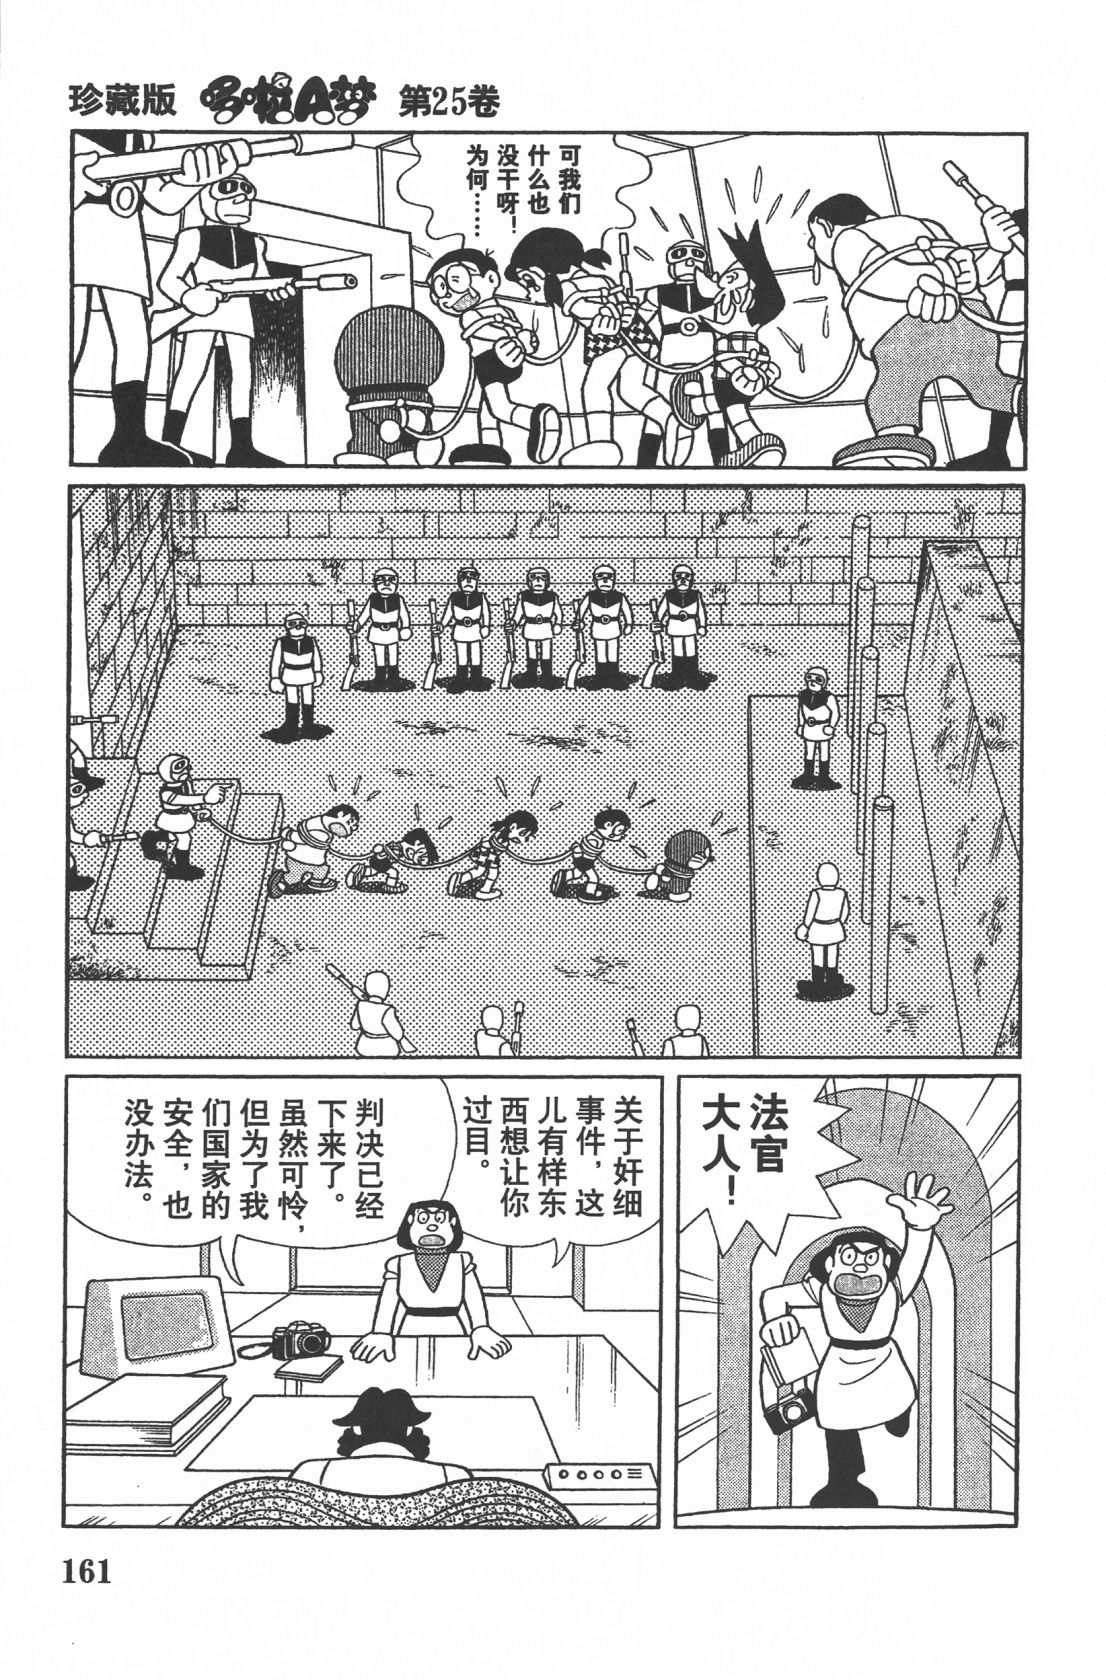 珍藏版 哆啦A梦 第25卷
可我们
什么也
没干呀！
为何……
法官
大人！
关于奸细
事件，这
儿有样东
西想让你
过目。
判决已经
下来了。
虽然可怜，
但为了我
们国家的
安全，也
没办法。
161